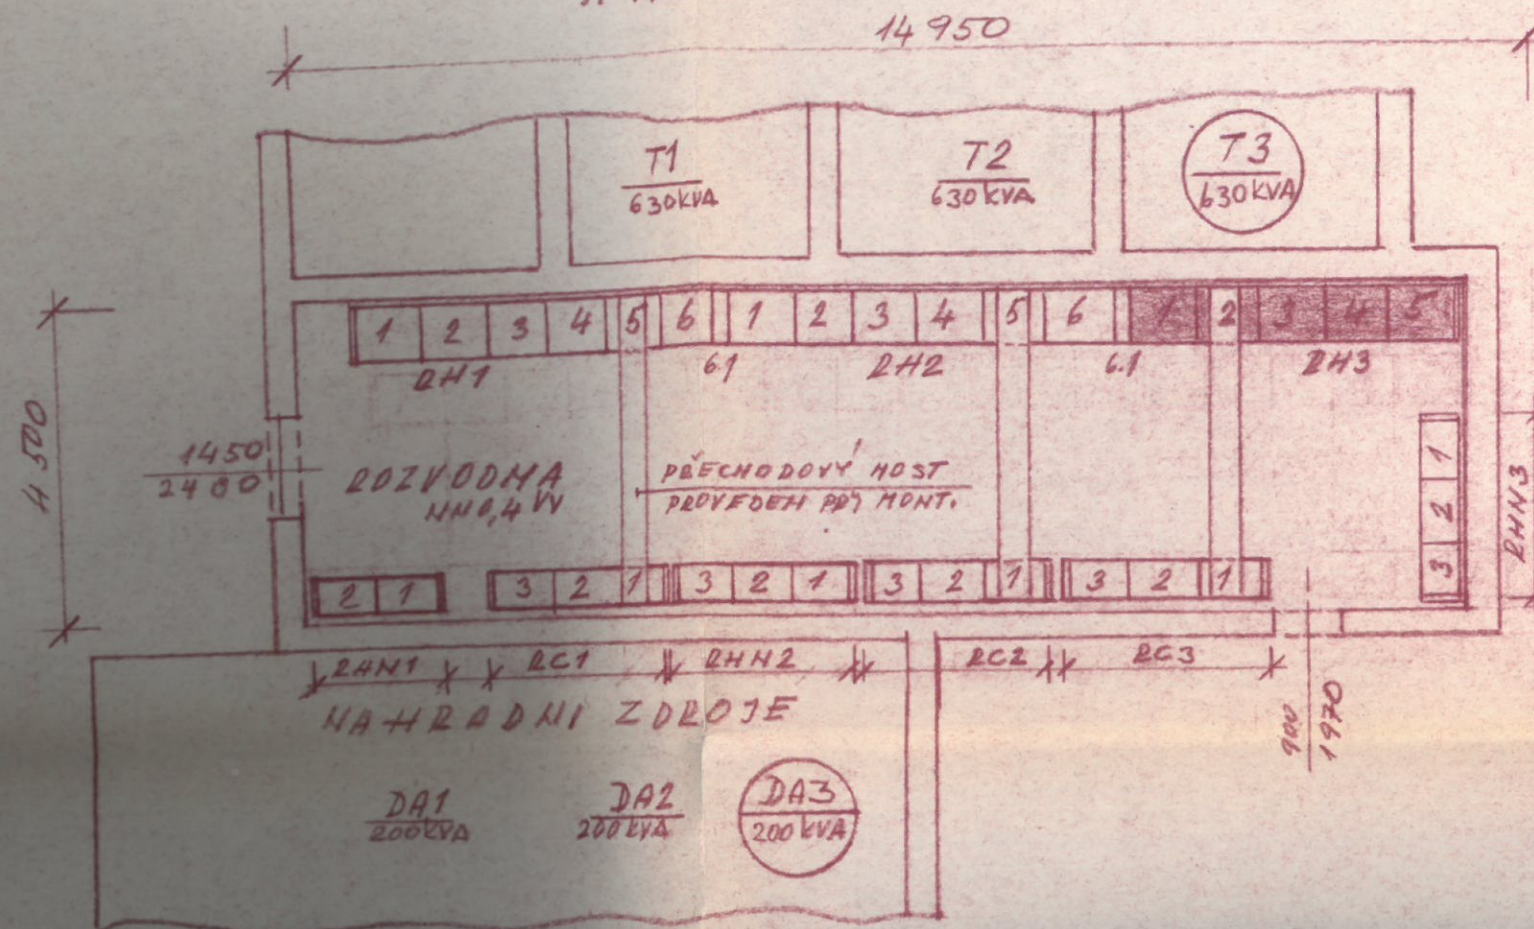 14950
T1
630KVA
T2
630KVA
T3
630KVA
1 2 3 4 5 6 1 2 3 4 5 6 1 2 3 4 5
RH1 6.1 RH2 6.1 RH3
4500
1450
2400
ROZVODNA
NN 0,4 KV
PŘECHODOVÝ MOST
PROVEDEN PŘI MONT.
1 2 3
RHN3
2 1 3 2 1 3 2 1 3 2 1 3 2 1
RHN1 RC1 RHN2 RC2 RC3
NAHRADNI ZDROJE
900
1970
DA1
200KVA
DA2
200KVA
DA3
200KVA